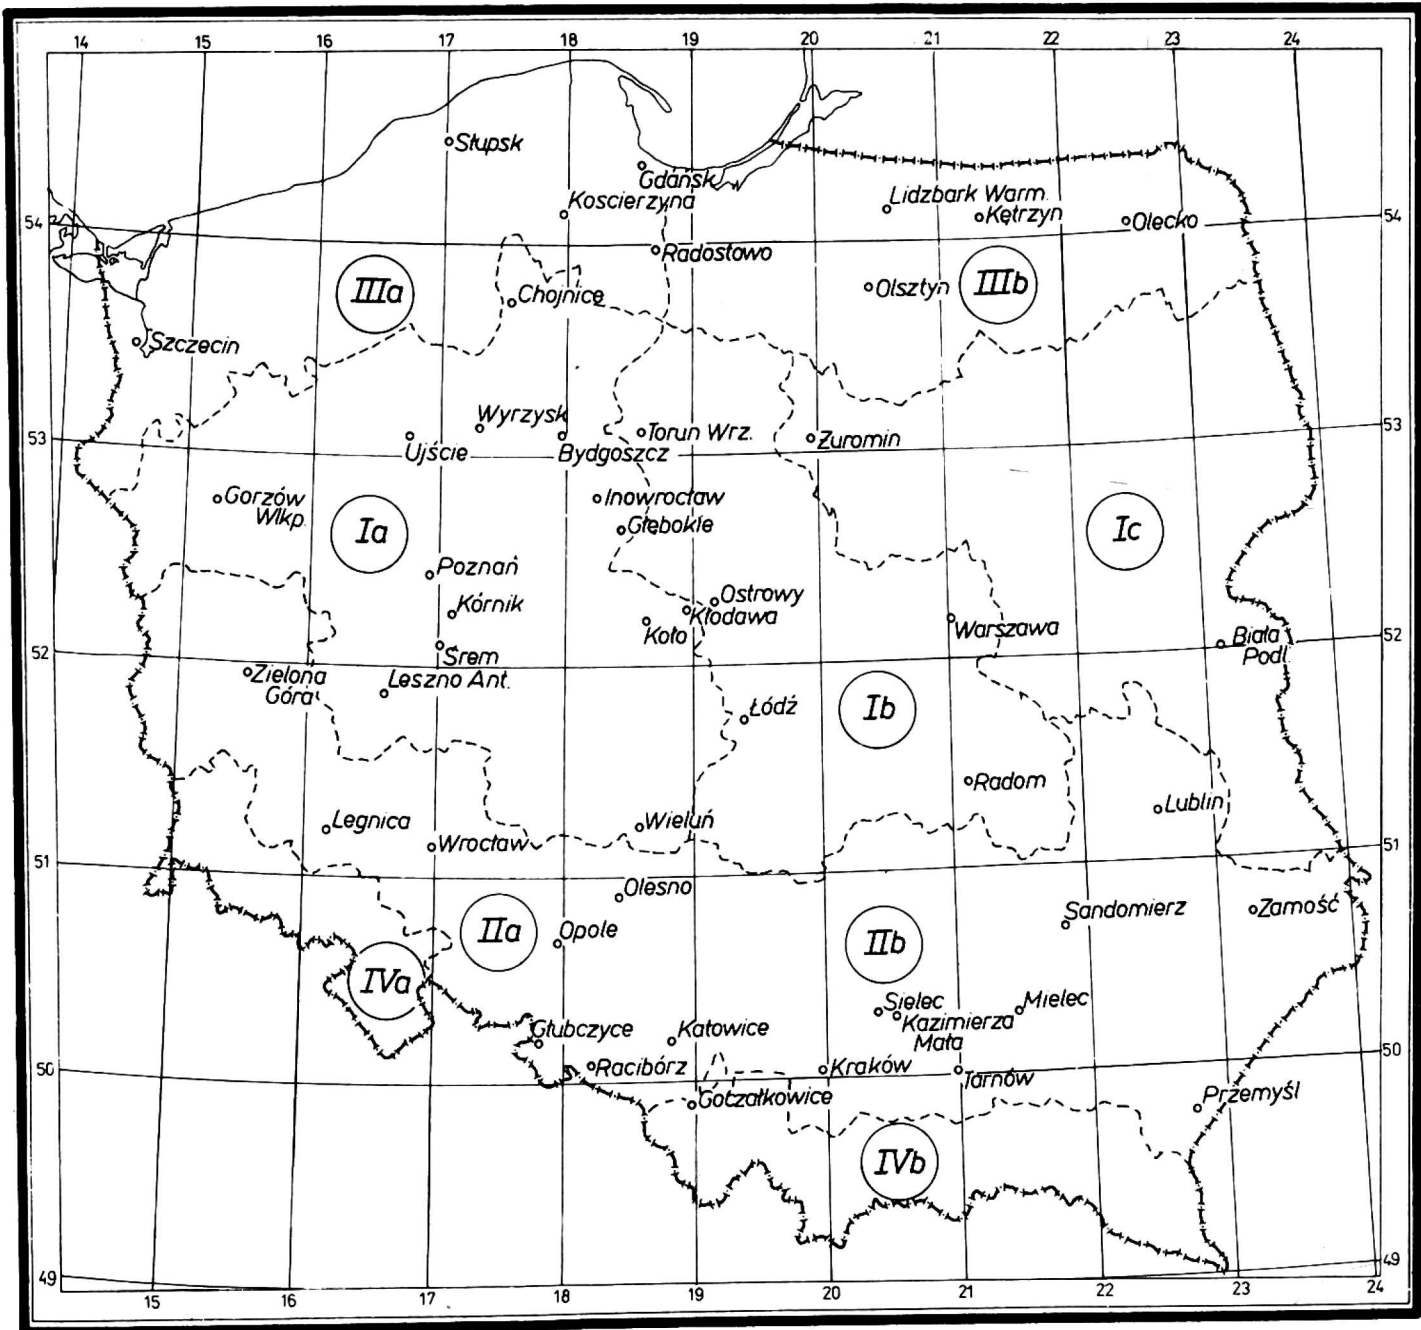 14 15 16 17 18 19 20 21 22 23 24
Słupsk
Gdańsk
Koscierzyna
Lidzbark Warm.
Kętrzyn
Olecko
54
54
Radostowo
IIIa
Chojnice
Olsztyn
IIIb
Szczecin
Wyrzysk
Ujście
Bydgoszcz
Torun Wrz.
Zuromin
53
53
Gorzów
Wlkp.
Inowrocław
Głębokie
Ia
Ic
Poznań
Kórnik
Ostrowy
Kłodawa
Koło
Warszawa
Biała
Podl.
52
52
Śrem
Zielona
Góra
Leszno Ant.
Łódź
Ib
Radom
Lublin
Legnica
Wrocław
Wieluń
51
51
Olesno
Sandomierz
Zamość
IIa
Opole
IIb
IVa
Sielec
Kazimierza
Mała
Mielec
Głubczyce
Katowice
50
50
Racibórz
Kraków
Tarnów
Goczałkowice
Przemyśl
IVb
49
49
15 16 17 18 19 20 21 22 23 24